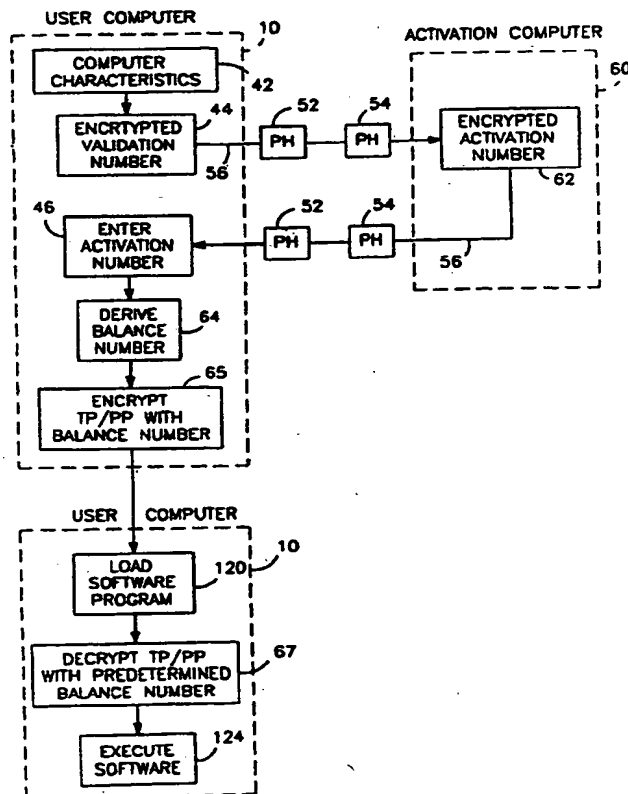 USER COMPUTER
10
COMPUTER
CHARACTERISTICS
42
44
ENCRTYPTED
VALIDATION
NUMBER
56
52
PH
54
PH
ACTIVATION COMPUTER
60
ENCRYPTED
ACTIVATION
NUMBER
62
46
ENTER
ACTIVATION
NUMBER
52
PH
54
PH
56
DERIVE
BALANCE
NUMBER
64
65
ENCRYPT
TP/PP WITH
BALANCE NUMBER
USER COMPUTER
10
LOAD
SOFTWARE
PROGRAM
120
DECRYPT TP/PP
WITH PREDETERMINED
BALANCE NUMBER
67
EXECUTE
SOFTWARE
124